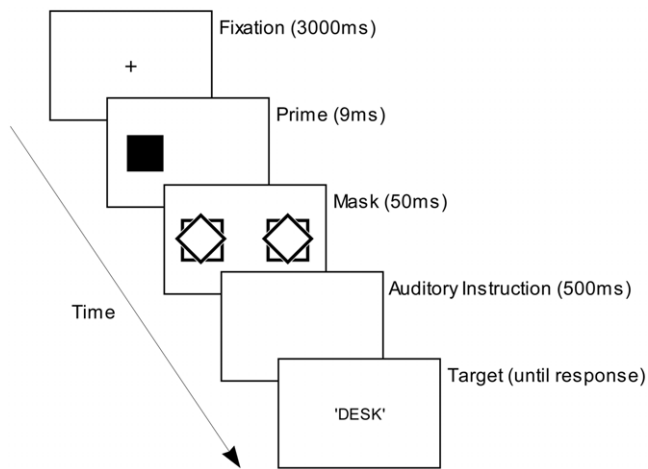 Fixation (3000ms)
+
Prime (9ms)
Mask (50ms)
Auditory Instruction (500ms)
Time
Target (until response)
'DESK'